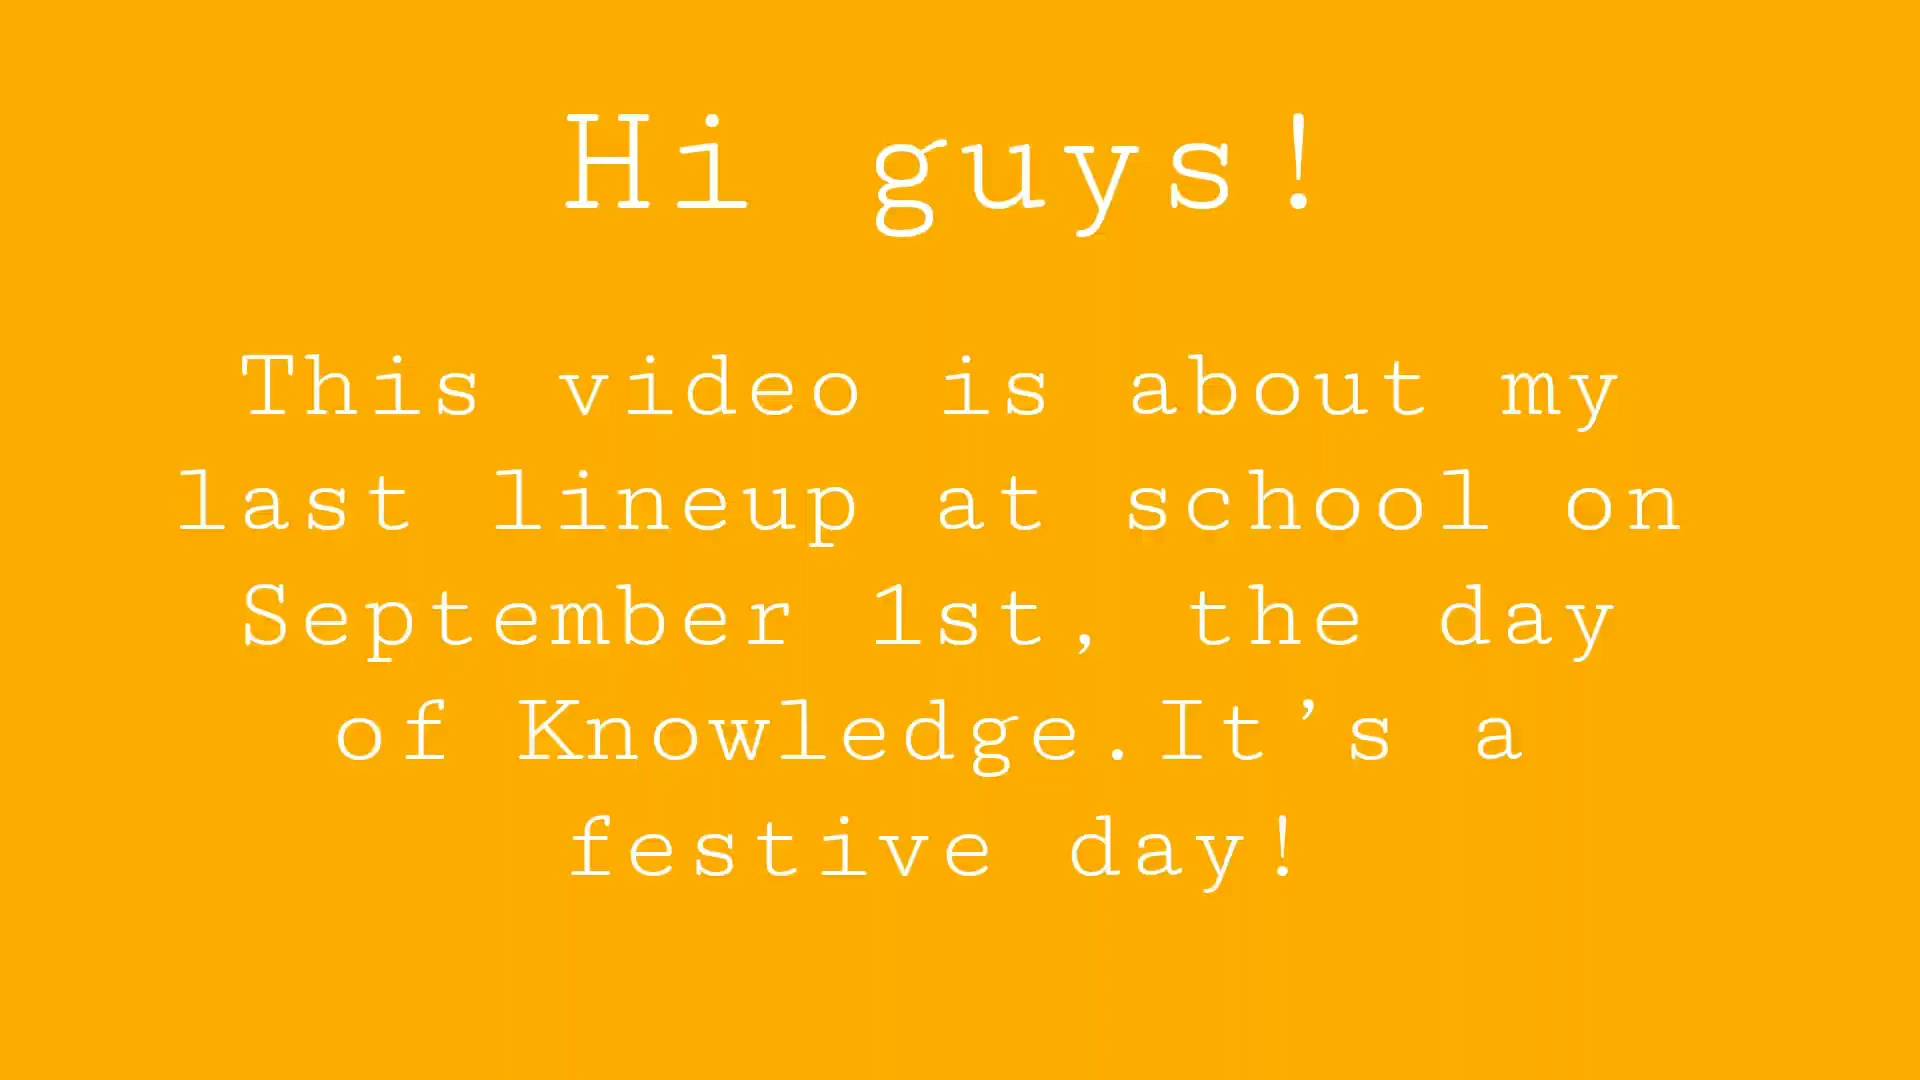 Hi guys!
This video is about my
last lineup at school on
September 1st, the day
of Knowledge.It’s a
festive day!